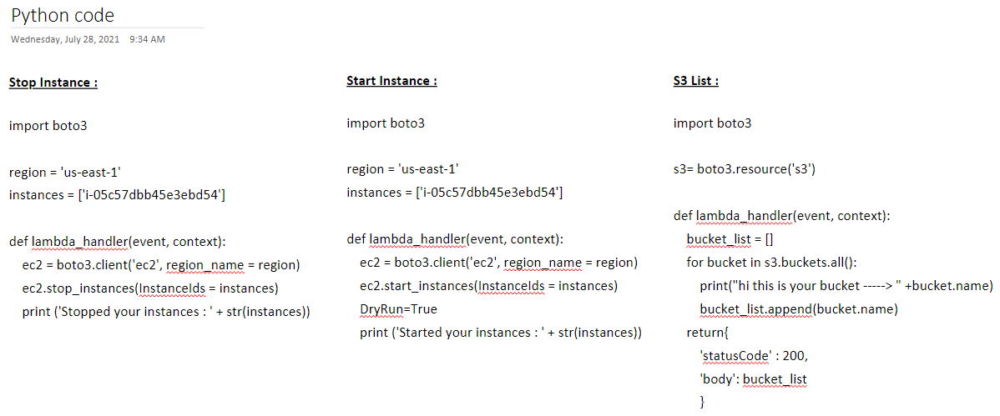 Python code
Wednesday, July 28, 2021 9:34 AM
Stop Instance :
import boto3
region = 'us-east-1'
instances = ['i-05c57dbb45e3ebd54']
def lambda_handler(event, context):
ec2 = boto3.client('ec2', region_name = region)
ec2.stop_instances(InstanceIds = instances)
print ('Stopped your instances : ' + str(instances))
Start Instance :
import boto3
region = 'us-east-1'
instances = ['i-05c57dbb45e3ebd54']
def lambda_handler(event, context):
ec2 = boto3.client('ec2', region_name = region)
ec2.start_instances(InstanceIds = instances)
DryRun=True
print ('Started your instances : ' + str(instances))
S3 List :
import boto3
s3= boto3.resource('s3')
def lambda_handler(event, context):
bucket_list = []
for bucket in s3.buckets.all():
print("hi this is your bucket -----> " +bucket.name)
bucket_list.append(bucket.name)
return{
'statusCode' : 200,
'body': bucket_list
}